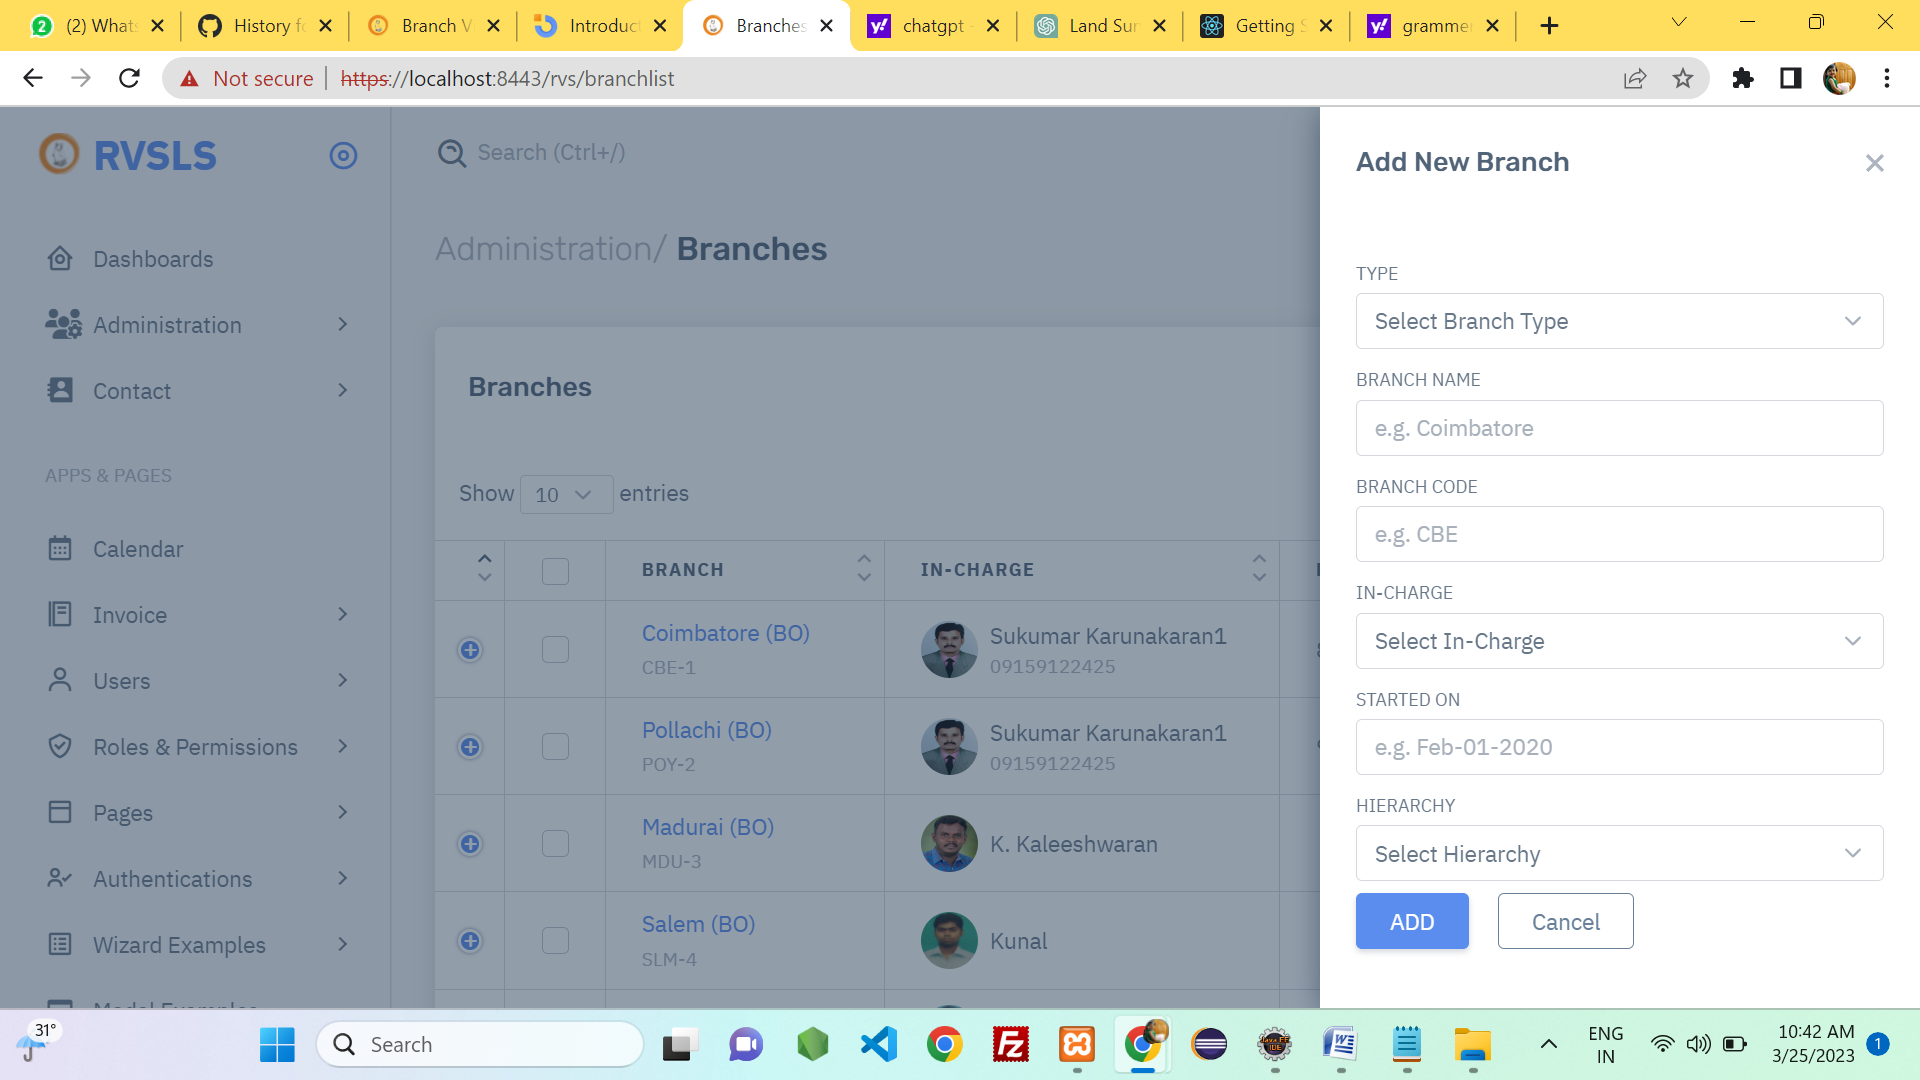 2
(2) Whats
History fo
Branch V
Introduct
Branches
chatgpt -
Land Sur
Getting S
grammer
Not secure
https://localhost:8443/rvs/branchlist
RVSLS
Search (Ctrl+/)
Dashboards
Administration
Contact
APPS & PAGES
Calendar
Invoice
Users
Roles & Permissions
Pages
Authentications
Wizard Examples
Administration/ Branches
Branches
Show 10 entries
BRANCH IN-CHARGE
Coimbatore (BO) Sukumar Karunakaran1
CBE-1 09159122425
Pollachi (BO) Sukumar Karunakaran1
POY-2 09159122425
Madurai (BO) K. Kaleeshwaran
MDU-3
Salem (BO) Kunal
SLM-4
Add New Branch
TYPE
Select Branch Type
BRANCH NAME
e.g. Coimbatore
BRANCH CODE
e.g. CBE
IN-CHARGE
Select In-Charge
STARTED ON
e.g. Feb-01-2020
HIERARCHY
Select Hierarchy
ADD Cancel
31°
Search
ENG
IN
10:42 AM
3/25/2023
1